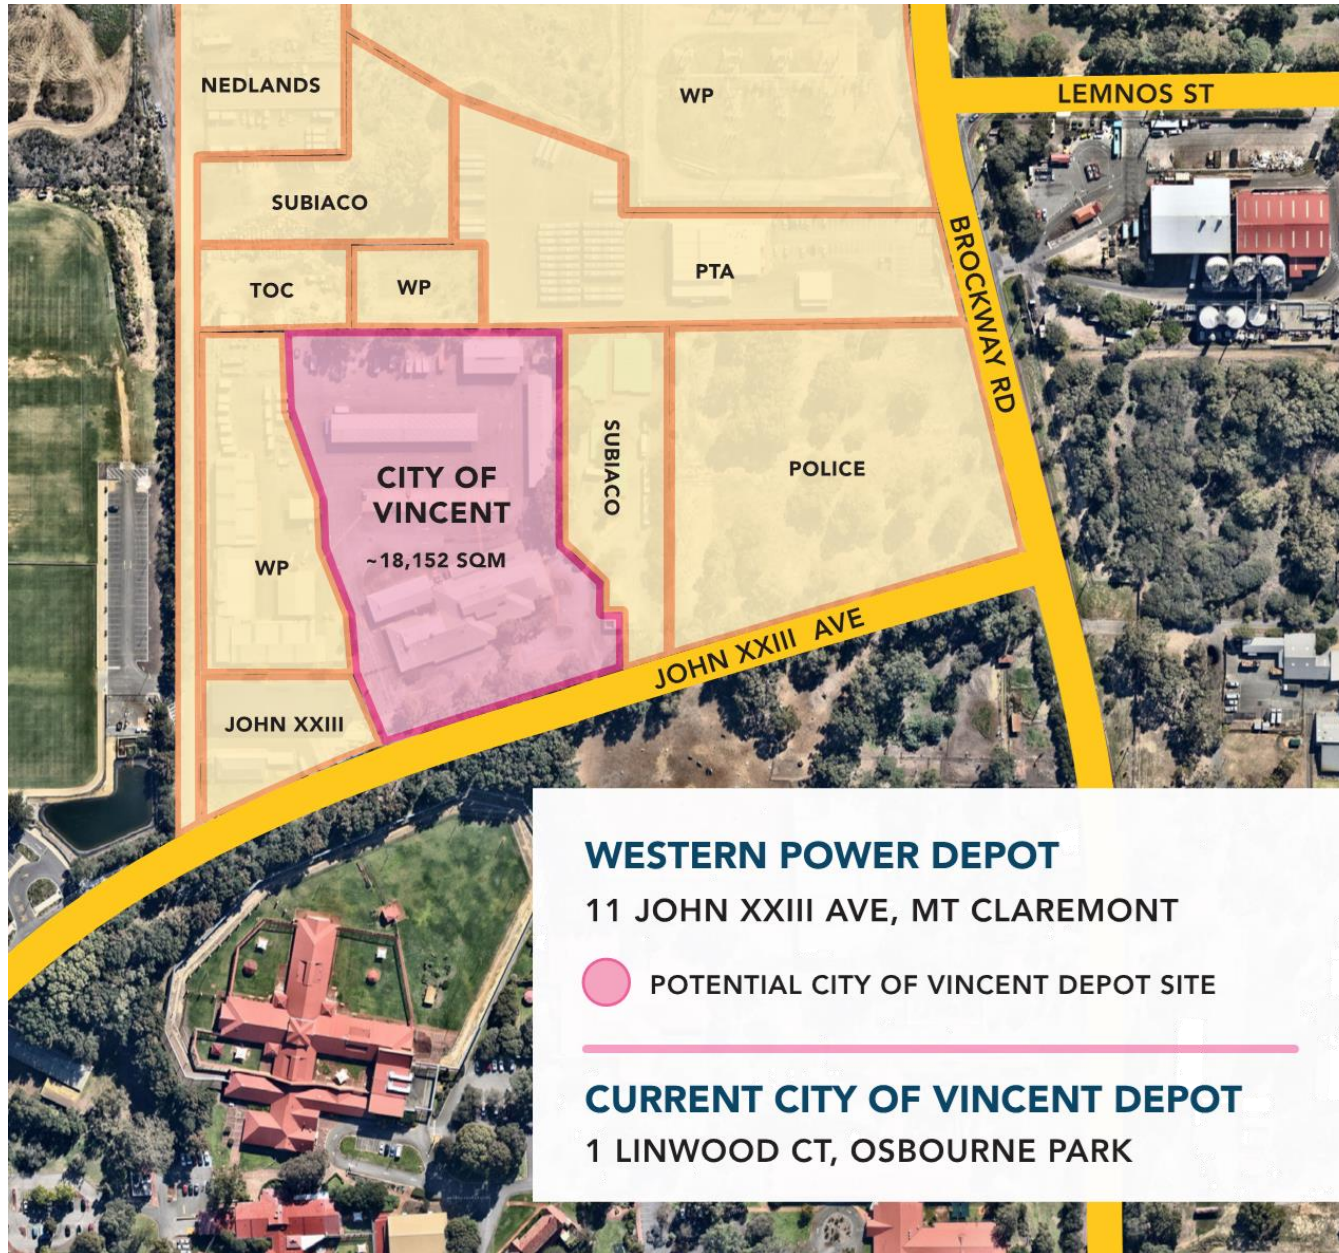 NEDLANDS
WP
LEMNOS ST
SUBIACO
BROCKWAY RD
TOC
WP
PTA
CITY OF
VINCENT
~18,152 SQM
SUBIACO
POLICE
WP
JOHN XXIII AVE
JOHN XXIII
WESTERN POWER DEPOT
11 JOHN XXIII AVE, MT CLAREMONT
POTENTIAL CITY OF VINCENT DEPOT SITE
CURRENT CITY OF VINCENT DEPOT
1 LINWOOD CT, OSBOURNE PARK